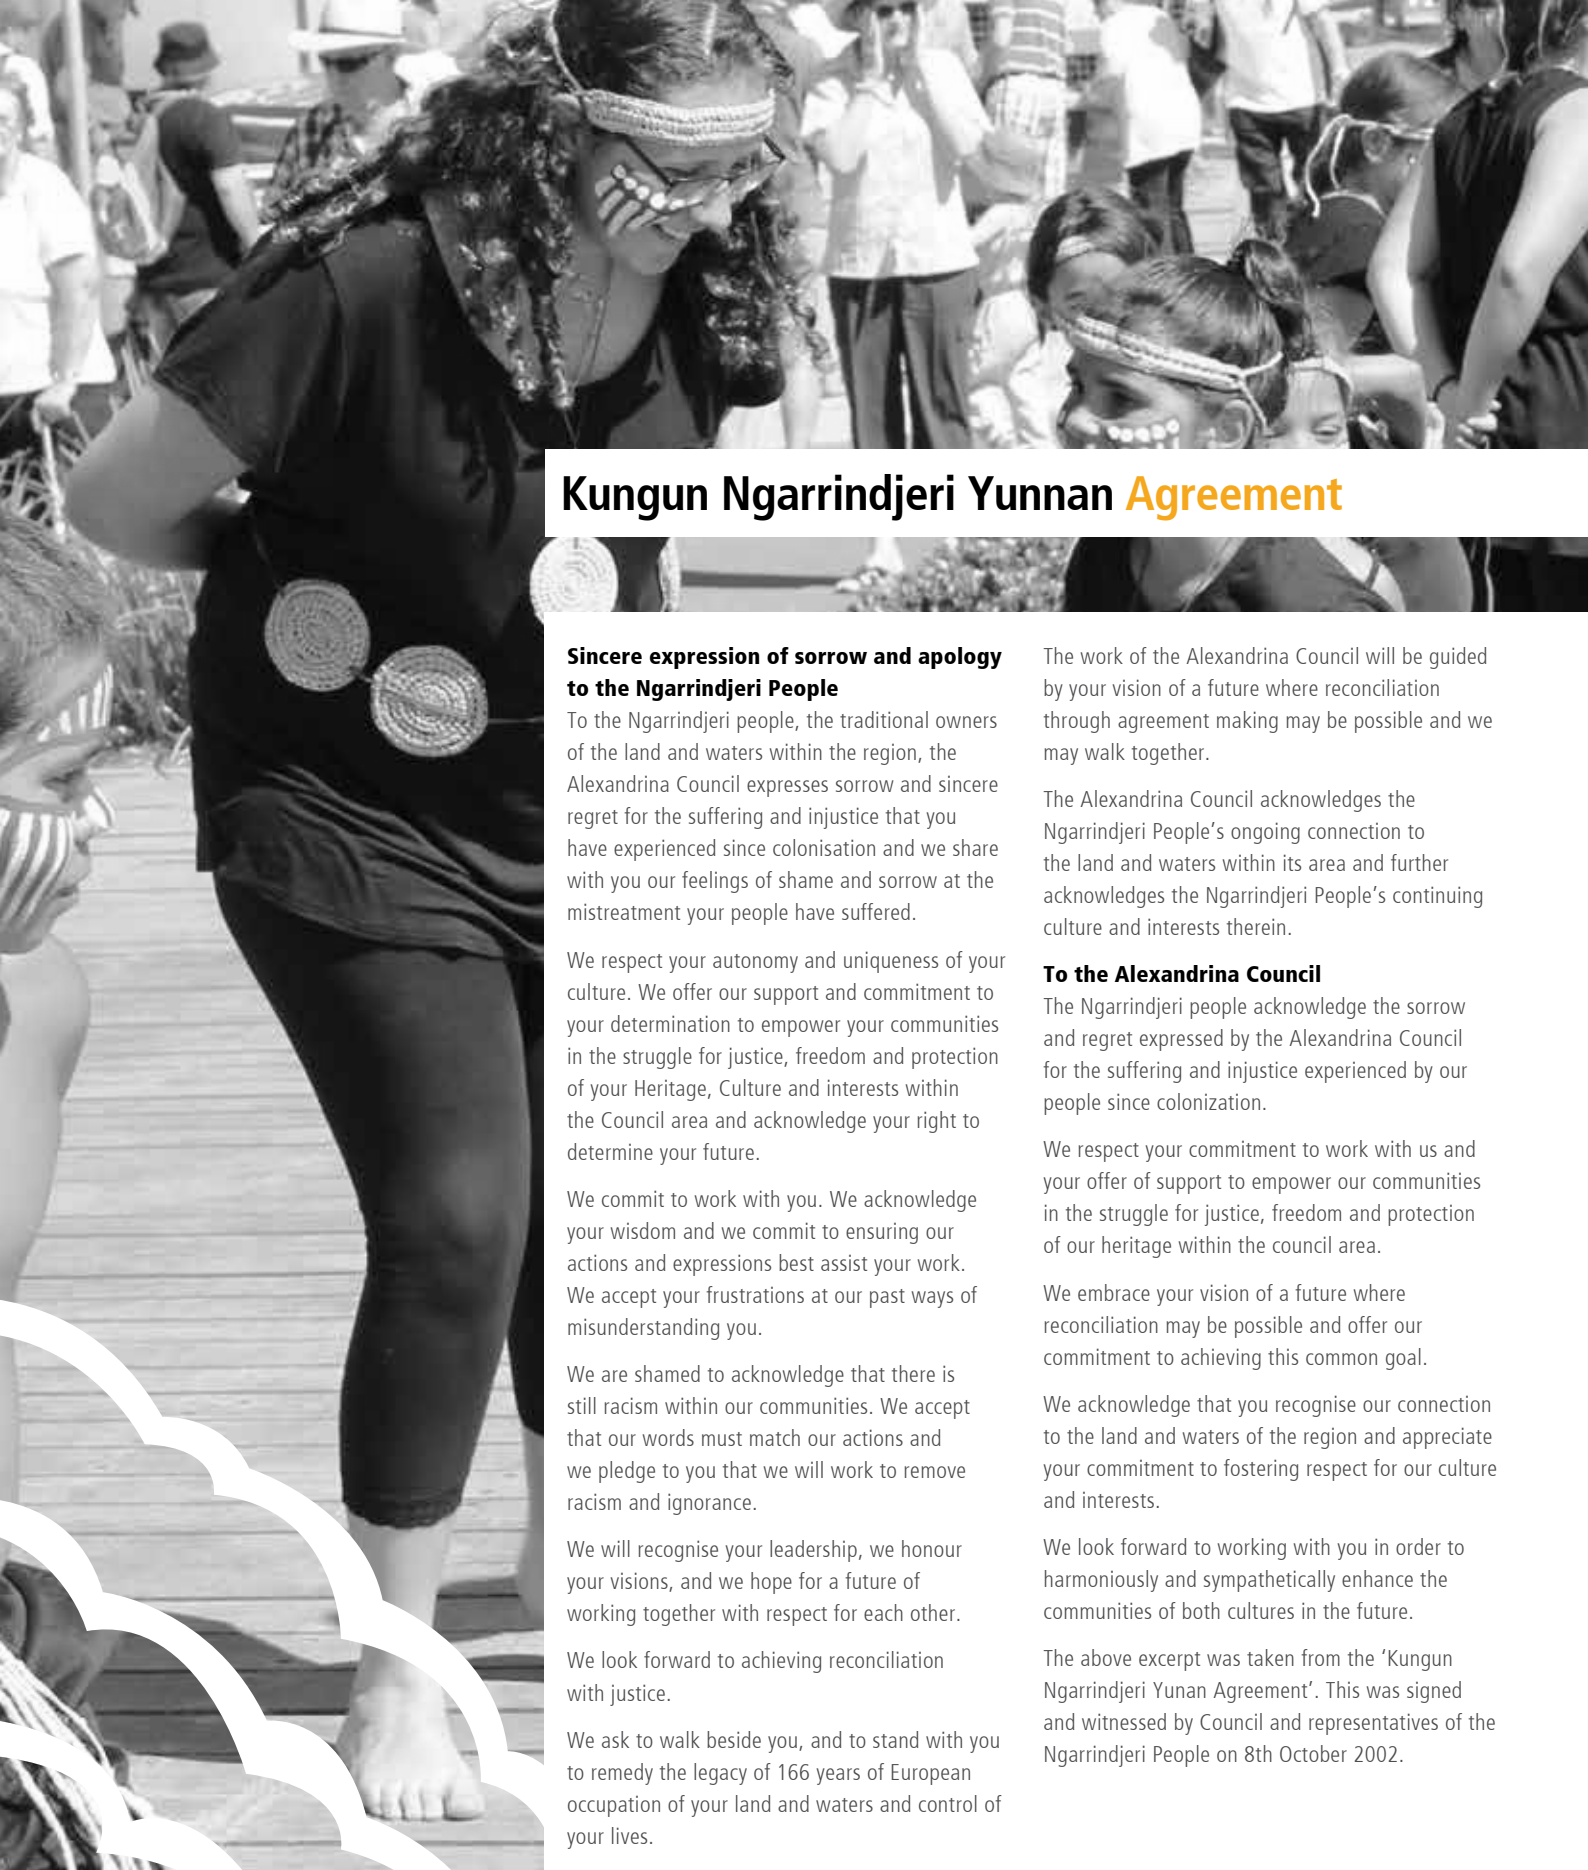 Kungun Ngarrindjeri Yunnan Agreement
Sincere expression of sorrow and apology
to the Ngarrindjeri People
To the Ngarrindjeri people, the traditional owners
of the land and waters within the region, the
Alexandrina Council expresses sorrow and sincere
regret for the suffering and injustice that you
have experienced since colonisation and we share
with you our feelings of shame and sorrow at the
mistreatment your people have suffered.
We respect your autonomy and uniqueness of your
culture. We offer our support and commitment to
your determination to empower your communities
in the struggle for justice, freedom and protection
of your Heritage, Culture and interests within
the Council area and acknowledge your right to
determine your future.
We commit to work with you. We acknowledge
your wisdom and we commit to ensuring our
actions and expressions best assist your work.
We accept your frustrations at our past ways of
misunderstanding you.
We are shamed to acknowledge that there is
still racism within our communities. We accept
that our words must match our actions and
we pledge to you that we will work to remove
racism and ignorance.
We will recognise your leadership, we honour
your visions, and we hope for a future of
working together with respect for each other.
We look forward to achieving reconciliation
with justice.
We ask to walk beside you, and to stand with you
to remedy the legacy of 166 years of European
occupation of your land and waters and control of
your lives.
The work of the Alexandrina Council will be guided
by your vision of a future where reconciliation
through agreement making may be possible and we
may walk together.
The Alexandrina Council acknowledges the
Ngarrindjeri People’s ongoing connection to
the land and waters within its area and further
acknowledges the Ngarrindjeri People’s continuing
culture and interests therein.
To the Alexandrina Council
The Ngarrindjeri people acknowledge the sorrow
and regret expressed by the Alexandrina Council
for the suffering and injustice experienced by our
people since colonization.
We respect your commitment to work with us and
your offer of support to empower our communities
in the struggle for justice, freedom and protection
of our heritage within the council area.
We embrace your vision of a future where
reconciliation may be possible and offer our
commitment to achieving this common goal.
We acknowledge that you recognise our connection
to the land and waters of the region and appreciate
your commitment to fostering respect for our culture
and interests.
We look forward to working with you in order to
harmoniously and sympathetically enhance the
communities of both cultures in the future.
The above excerpt was taken from the ‘Kungun
Ngarrindjeri Yunan Agreement’. This was signed
and witnessed by Council and representatives of the
Ngarrindjeri People on 8th October 2002.